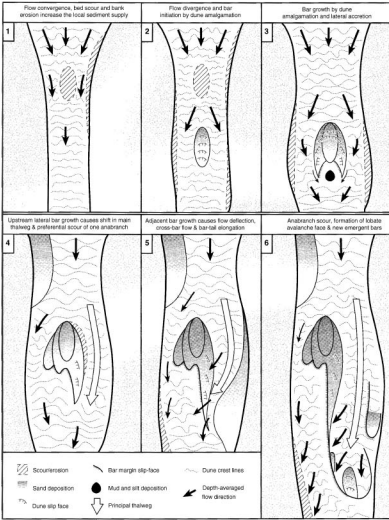 Flow convergence, bed scour and bank
erosion increase the local sediment supply
Flow divergence and bar
initiation by dune amalgamation
Bar growth by dune
amalgamation and lateral accretion
1
2
3
Upstream lateral bar growth causes shift in main
thalweg & preferential scour of one anabranch
Adjacent bar growth causes flow deflection,
cross-bar flow & bar-tail elongation
Anabranch scour, formation of lobate
avalanche face & new emergent bars
4
5
6
Scour/erosion
Bar margin slip-face
Dune crest lines
Sand deposition
Mud and silt deposition
Depth-averaged
flow direction
Dune slip face
Principal thalweg